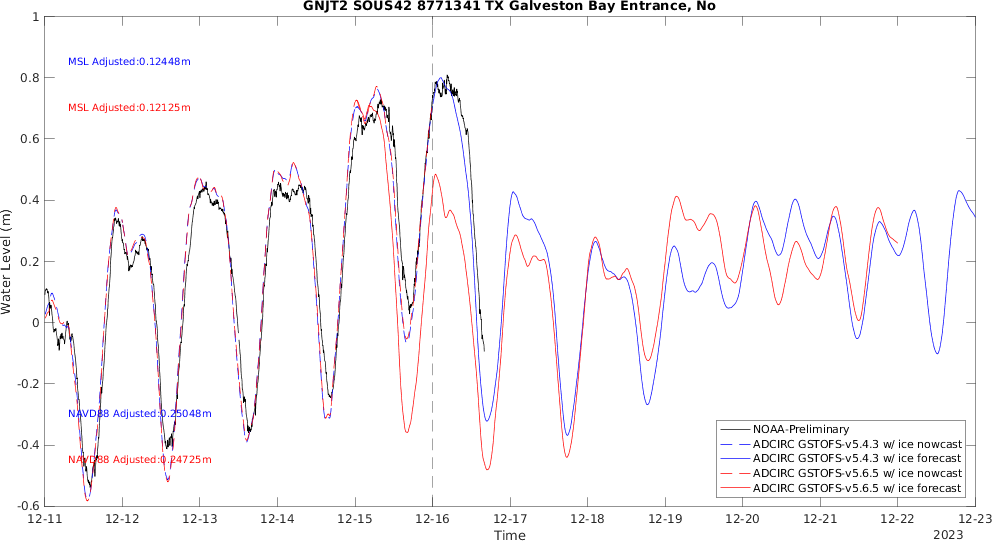 GNJT2 SOUS42 8771341 TX Galveston Bay Entrance, No
MSL Adjusted:0.12448m
MSL Adjusted:0.12125m
NAVD88 Adjusted:0.25048m
NAVD88 Adjusted:0.24725m
Water Level (m)
1
0.8
0.6
0.4
0.2
0
-0.2
-0.4
-0.6
NOAA-Preliminary
ADCIRC GSTOFS-v5.4.3 w/ ice nowcast
ADCIRC GSTOFS-v5.4.3 w/ ice forecast
ADCIRC GSTOFS-v5.6.5 w/ ice nowcast
ADCIRC GSTOFS-v5.6.5 w/ ice forecast
12-11 12-12 12-13 12-14 12-15 12-16 12-17 12-18 12-19 12-20 12-21 12-22 12-23
Time
2023